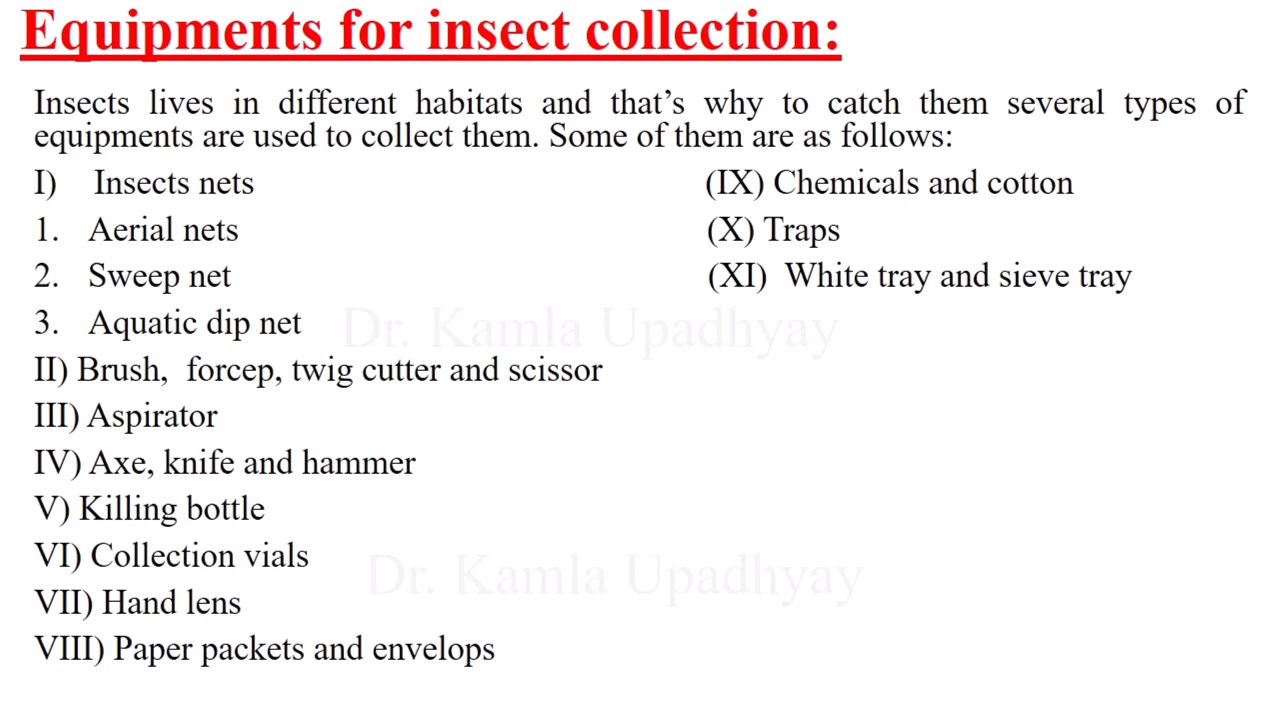 Equipments for insect collection:
Insects lives in different habitats and that's why to catch them several types of
equipments are used to collect them. Some of them are as follows:
I) Insects nets
1. Aerial nets
2. Sweep net
3. Aquatic dip net
II) Brush, forcep, twig cutter and scissor
III) Aspirator
IV) Axe, knife and hammer
V) Killing bottle
VI) Collection vials
VII) Hand lens
VIII) Paper packets and envelops
(IX) Chemicals and cotton
(X) Traps
(XI) White tray and sieve tray
Dr. Kamla Upadhyay
Dr. Kamla Upadhyay